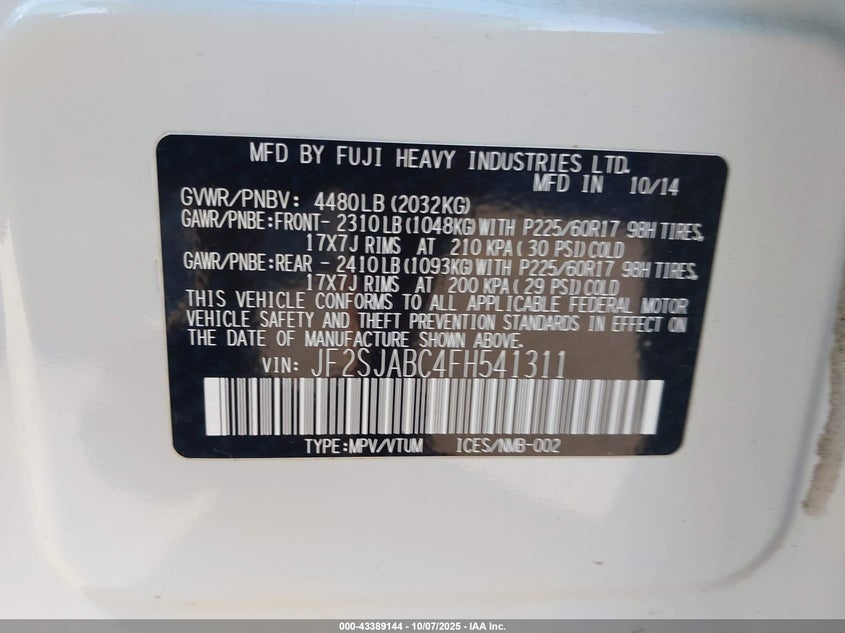 MFD BY FUJI HEAVY INDUSTRIES LTD.
MFD IN 10/14
GVWR/PNBV: 4480LB (2032KG)
GAWR/PNBE:FRONT- 2310LB (1048KG) WITH P225/60R17 98H TIRES,
17X7J RIMS AT 210 KPA( 30 PSI)COLD
GAWR/PNBE:REAR - 2410LB (1093KG) WITH P225/60R17 98H TIRES,
17X7J RIMS AT 200 KPA( 29 PSI)COLD
THIS VEHICLE CONFORMS TO ALL APPLICABLE FEDERAL MOTOR
VEHICLE SAFETY AND THEFT PREVENTION STANDARDS IN EFFECT ON
THE DATE OF MANUFACTURE SHOWN ABOVE.
VIN: JF2SJABC4FH541311
TYPE:MPV/VTUM ICES/NMB-002
000-43389144 | 10/07/2025 - IAA Inc.